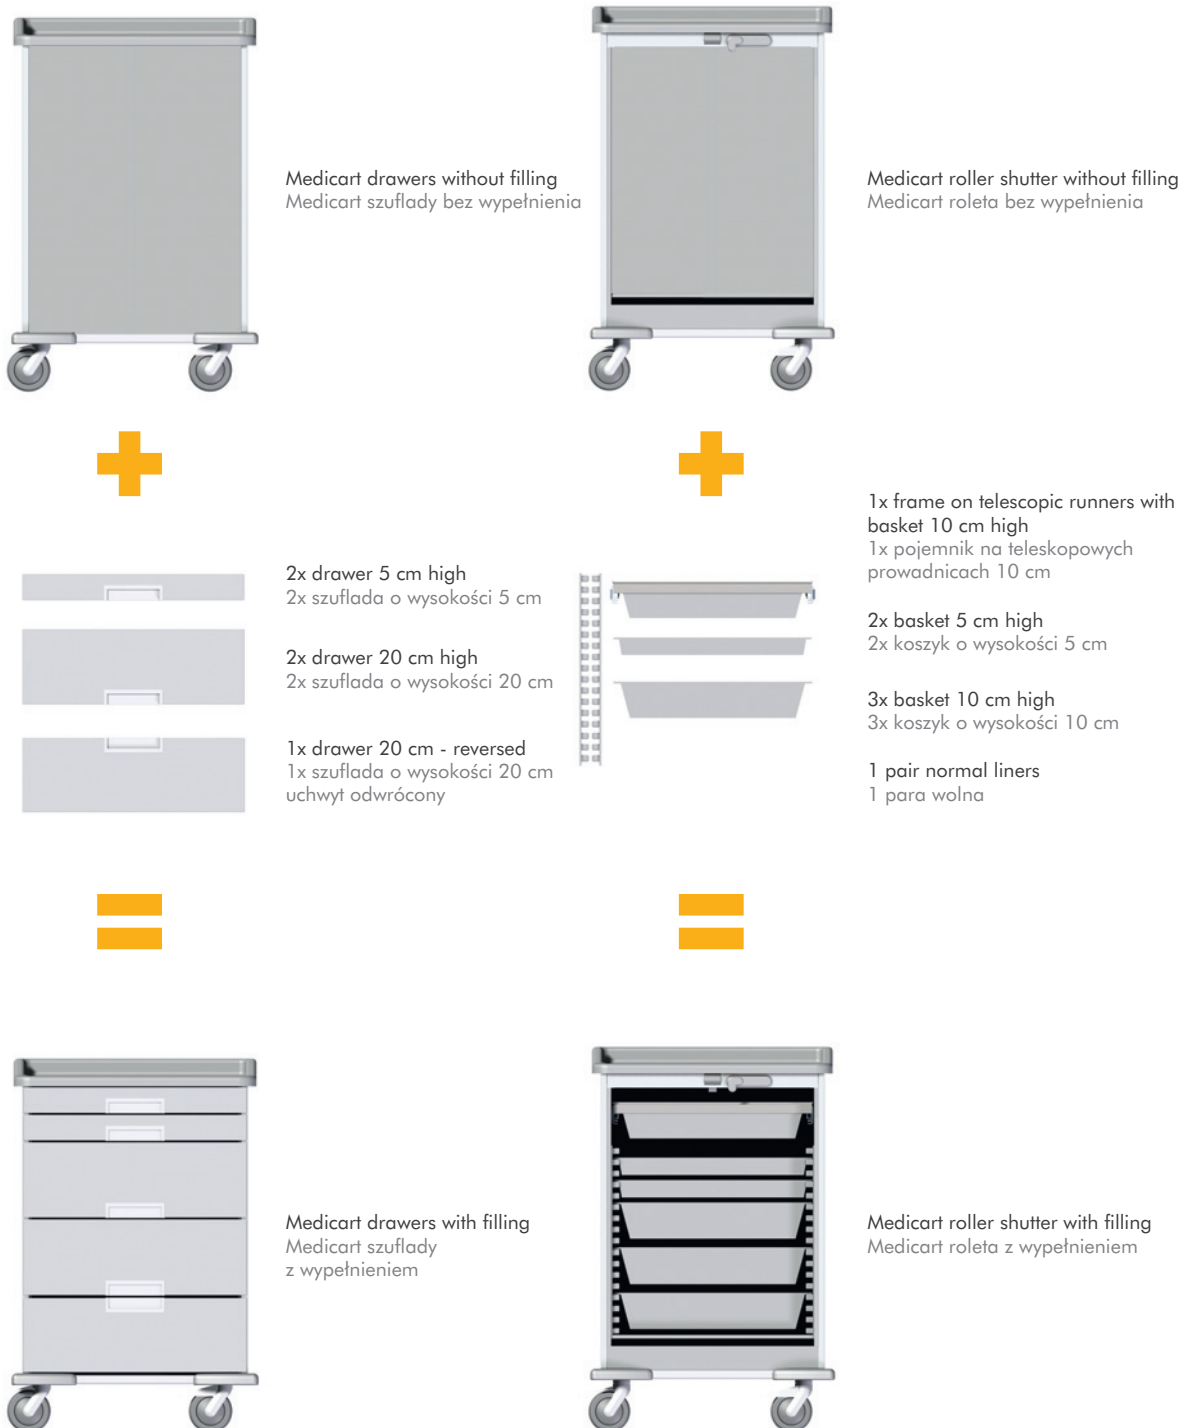 Medicart drawers without filling
Medicart szuflady bez wypełnienia
Medicart roller shutter without filling
Medicart roleta bez wypełnienia
2x drawer 5 cm high
2x szuflada o wysokości 5 cm
2x drawer 20 cm high
2x szuflada o wysokości 20 cm
1x drawer 20 cm - reversed
1x szuflada o wysokości 20 cm
uchwyt odwrócony
1x frame on telescopic runners with
basket 10 cm high
1x pojemnik na teleskopowych
prowadnicach 10 cm
2x basket 5 cm high
2x koszyk o wysokości 5 cm
3x basket 10 cm high
3x koszyk o wysokości 10 cm
1 pair normal liners
1 para wolna
Medicart drawers with filling
Medicart szuflady
z wypełnieniem
Medicart roller shutter with filling
Medicart roleta z wypełnieniem